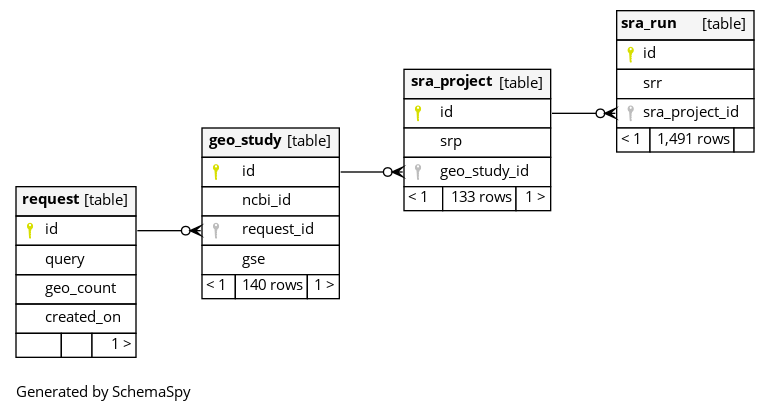 sra_run [table]
id
srr
sra_project_id
< 1 1,491 rows
sra_project [table]
id
srp
geo_study_id
< 1 133 rows 1 >
geo_study [table]
id
ncbi_id
request_id
gse
< 1 140 rows 1 >
request [table]
id
query
geo_count
created_on
1 >
Generated by SchemaSpy